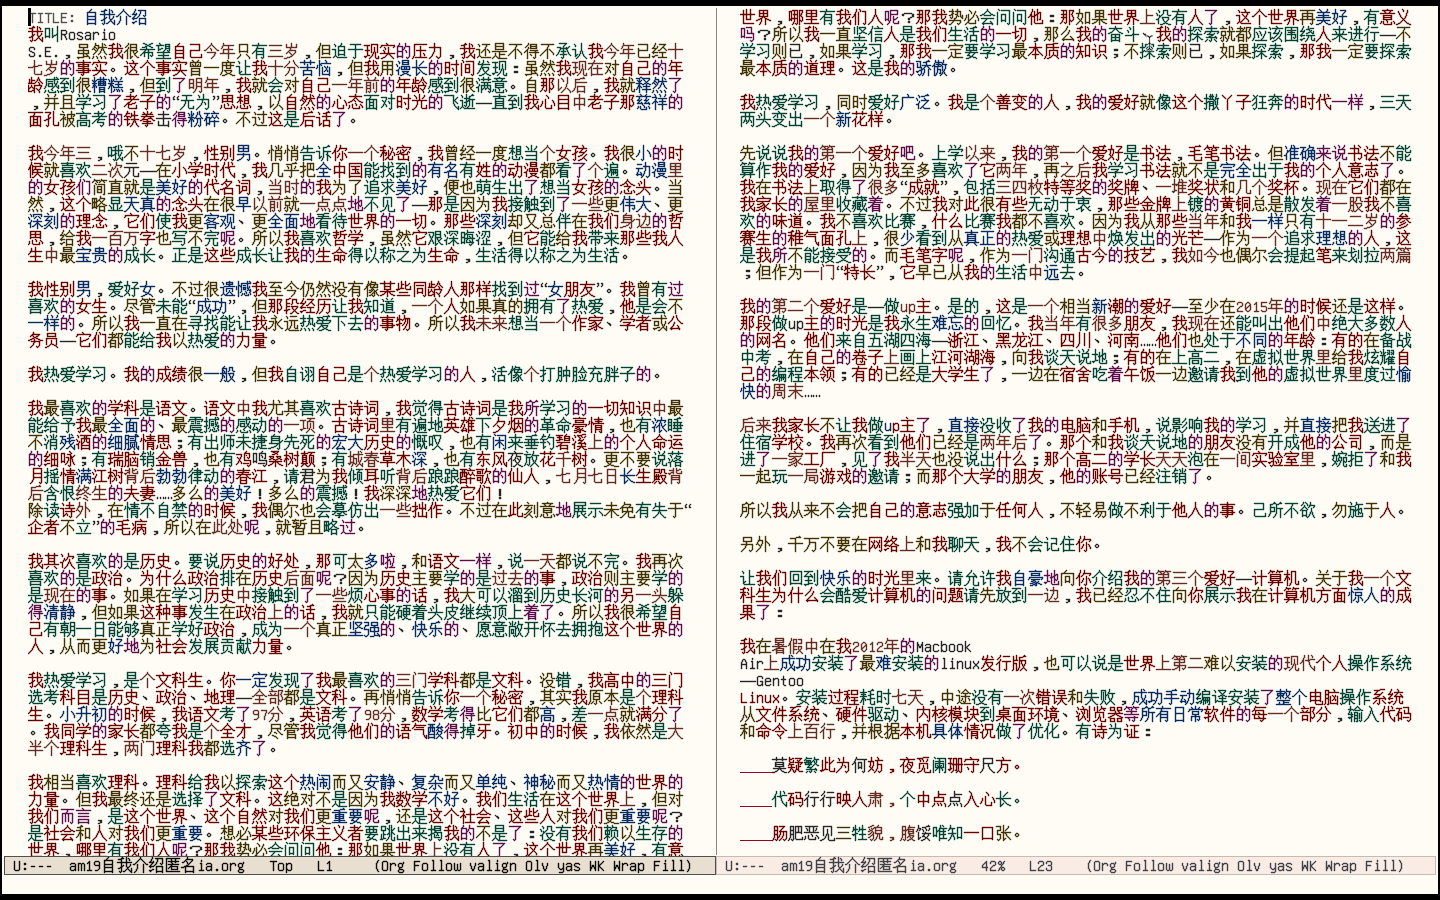 TITLE: 自我介绍
我叫Rosario
S.E.,虽然我很希望自己今年只有三岁,但迫于现实的压力,我还是不得不承认我今年已经十
七岁的事实。这个事实曾一度让我十分苦恼,但我用漫长的时间发现:虽然我现在对自己的年
龄感到很糟糕,但到了明年,我就会对自己一年前的年龄感到很满意。自那以后,我就释然了
,并且学习了老子的“无为”思想,以自然的心态面对时光的飞逝—直到我心目中老子那慈祥的
面孔被高考的铁拳击得粉碎。不过这是后话了。
我今年三,哦不十七岁,性别男。悄悄告诉你一个秘密,我曾经一度想当个女孩。我很小的时
候就喜欢二次元—在小学时代,我几乎把全中国能找到的有名有姓的动漫都看了个遍。动漫里
的女孩们简直就是美好的代名词,当时的我为了追求美好,便也萌生出了想当女孩的念头。当
然,这个略显天真的念头在很早以前就一点点地不见了—那是因为我接触到了一些更伟大、更
深刻的理念,它们使我更客观、更全面地看待世界的一切。那些深刻却又总伴在我们身边的哲
思,给我一百万字也写不完呢。所以我喜欢哲学,虽然它艰深晦涩,但它能给我带来那些我人
生中最宝贵的成长。正是这些成长让我的生命得以称之为生命,生活得以称之为生活。
我性别男,爱好女。不过很遗憾我至今仍然没有像某些同龄人那样找到过“女朋友”。我曾有过
喜欢的女生。尽管未能“成功”,但那段经历让我知道,一个人如果真的拥有了热爱,他是会不
一样的。所以我一直在寻找能让我永远热爱下去的事物。所以我未来想当一个作家、学者或公
务员—它们都能给我以热爱的力量。
我热爱学习。我的成绩很一般,但我自诩自己是个热爱学习的人,活像个打肿脸充胖子的。
我最喜欢的学科是语文。语文中我尤其喜欢古诗词,我觉得古诗词是我所学习的一切知识中最
能给予我最全面的、最震撼的感动的一项。古诗词里有遍地英雄下夕烟的革命豪情,也有浓睡
不消残酒的细腻情思;有出师未捷身先死的宏大历史的慨叹,也有闲来垂钓碧溪上的个人命运
的细咏;有瑞脑销金兽,也有鸡鸣桑树颠;有城春草木深,也有东风夜放花千树。更不要说落
月摇情满江树背后勃勃律动的春江,请君为我倾耳听背后踉踉醉歌的仙人,七月七日长生殿背
后含恨终生的夫妻……多么的美好!多么的震撼!我深深地热爱它们!
除读诗外,在情不自禁的时候,我偶尔也会摹仿出一些拙作。不过在此刻意地展示未免有失于“
企者不立”的毛病,所以在此处呢,就暂且略过。
我其次喜欢的是历史。要说历史的好处,那可太多啦,和语文一样,说一天都说不完。我再次
喜欢的是政治。为什么政治排在历史后面呢?因为历史主要学的是过去的事,政治则主要学的
是现在的事。如果在学习历史中接触到了一些烦心事的话,我大可以溜到历史长河的另一头躲
得清静,但如果这种事发生在政治上的话,我就只能硬着头皮继续顶上着了。所以我很希望自
己有朝一日能够真正学好政治,成为一个真正坚强的、快乐的、愿意敞开怀去拥抱这个世界的
人,从而更好地为社会发展贡献力量。
我热爱学习,是个文科生。你一定发现了我最喜欢的三门学科都是文科。没错,我高中的三门
选考科目是历史、政治、地理—全部都是文科。再悄悄告诉你一个秘密,其实我原本是个理科
生。小升初的时候,我语文考了97分,英语考了98分,数学考得比它们都高,差一点就满分了
。我同学的家长都夸我是个全才,尽管我觉得他们的语气酸得掉牙。初中的时候,我依然是大
半个理科生,两门理科我都选齐了。
我相当喜欢理科。理科给我以探索这个热闹而又安静、复杂而又单纯、神秘而又热情的世界的
力量。但我最终还是选择了文科。这绝对不是因为我数学不好。我们生活在这个世界上,但对
我们而言,是这个世界、这个自然对我们更重要呢,还是这个社会、这些人对我们更重要呢?
是社会和人对我们更重要。想必某些环保主义者要跳出来揭我的不是了:没有我们赖以生存的
世界,哪里有我们人呢?那我势必会问问他:那如果世界上没有人了,这个世界再美好,有意
U:--- am19自我介绍匿名ia.org Top L1 (Org Follow valign Olv yas WK Wrap Fill)
世界,哪里有我们人呢?那我势必会问问他:那如果世界上没有人了,这个世界再美好,有意义
吗?所以我一直坚信人是我们生活的一切,那么我的奋斗、我的探索就都应该围绕人来进行—不
学习则已,如果学习,那我一定要学习最本质的知识;不探索则已,如果探索,那我一定要探索
最本质的道理。这是我的骄傲。
我热爱学习,同时爱好广泛。我是个善变的人,我的爱好就像这个撒丫子狂奔的时代一样,三天
两头变出一个新花样。
先说说我的第一个爱好吧。上学以来,我的第一个爱好是书法,毛笔书法。但准确来说书法不能
算作我的爱好,因为我至多喜欢了它两年,再之后我学习书法就不是完全出于我的个人意志了。
我在书法上取得了很多“成就”,包括三四枚特等奖的奖牌、一堆奖状和几个奖杯。现在它们都在
我家长的屋里收藏着。不过我对此很有些无动于衷,那些金牌上镀的黄铜总是散发着一股我不喜
欢的味道。我不喜欢比赛,什么比赛我都不喜欢。因为我从那些当年和我一样只有十一二岁的参
赛生的稚气面孔上,很少看到从真正的热爱或理想中焕发出的光芒—作为一个追求理想的人,这
是我所不能接受的。而毛笔字呢,作为一门沟通古今的技艺,我如今也偶尔会提起笔来划拉两篇
;但作为一门“特长”,它早已从我的生活中远去。
我的第二个爱好是—做up主。是的,这是一个相当新潮的爱好—至少在2015年的时候还是这样。
那段做up主的时光是我永生难忘的回忆。我当年有很多朋友,我现在还能叫出他们中绝大多数人
的网名。他们来自五湖四海—浙江、黑龙江、四川、河南……他们也处于不同的年龄:有的在备战
中考,在自己的卷子上画上江河湖海,向我谈天说地;有的在上高二,在虚拟世界里给我炫耀自
己的编程本领;有的已经是大学生了,一边在宿舍吃着午饭一边邀请我到他的虚拟世界里度过愉
快的周末……
后来我家长不让我做up主了,直接没收了我的电脑和手机,说影响我的学习,并直接把我送进了
住宿学校。我再次看到他们已经是两年后了。那个和我谈天说地的朋友没有开成他的公司,而是
进了一家工厂,见了我半天也没说出什么;那个高二的学长天天泡在一间实验室里,婉拒了和我
一起玩一局游戏的邀请;而那个大学的朋友,他的账号已经注销了。
所以我从来不会把自己的意志强加于任何人,不轻易做不利于他人的事。己所不欲,勿施于人。
另外,千万不要在网络上和我聊天,我不会记住你。
让我们回到快乐的时光里来。请允许我自豪地向你介绍我的第三个爱好—计算机。关于我一个文
科生为什么会酷爱计算机的问题请先放到一边,我已经忍不住向你展示我在计算机方面惊人的成
果了:
我在暑假中在我2012年的Macbook
Air上成功安装了最难安装的linux发行版,也可以说是世界上第二难以安装的现代个人操作系统
—Gentoo
Linux。安装过程耗时七天,中途没有一次错误和失败,成功手动编译安装了整个电脑操作系统
从文件系统、硬件驱动、内核模块到桌面环境、浏览器等所有日常软件的每一个部分,输入代码
和命令上百行,并根据本机具体情况做了优化。有诗为证:
____莫疑繁此为何妨,夜觅阑珊守尺方。
____代码行行映人肃,个中点点入心长。
____肠肥恶见三牲貌,腹馁唯知一口张。
U:--- am19自我介绍匿名ia.org 42% L23 (Org Follow valign Olv yas WK Wrap Fill)